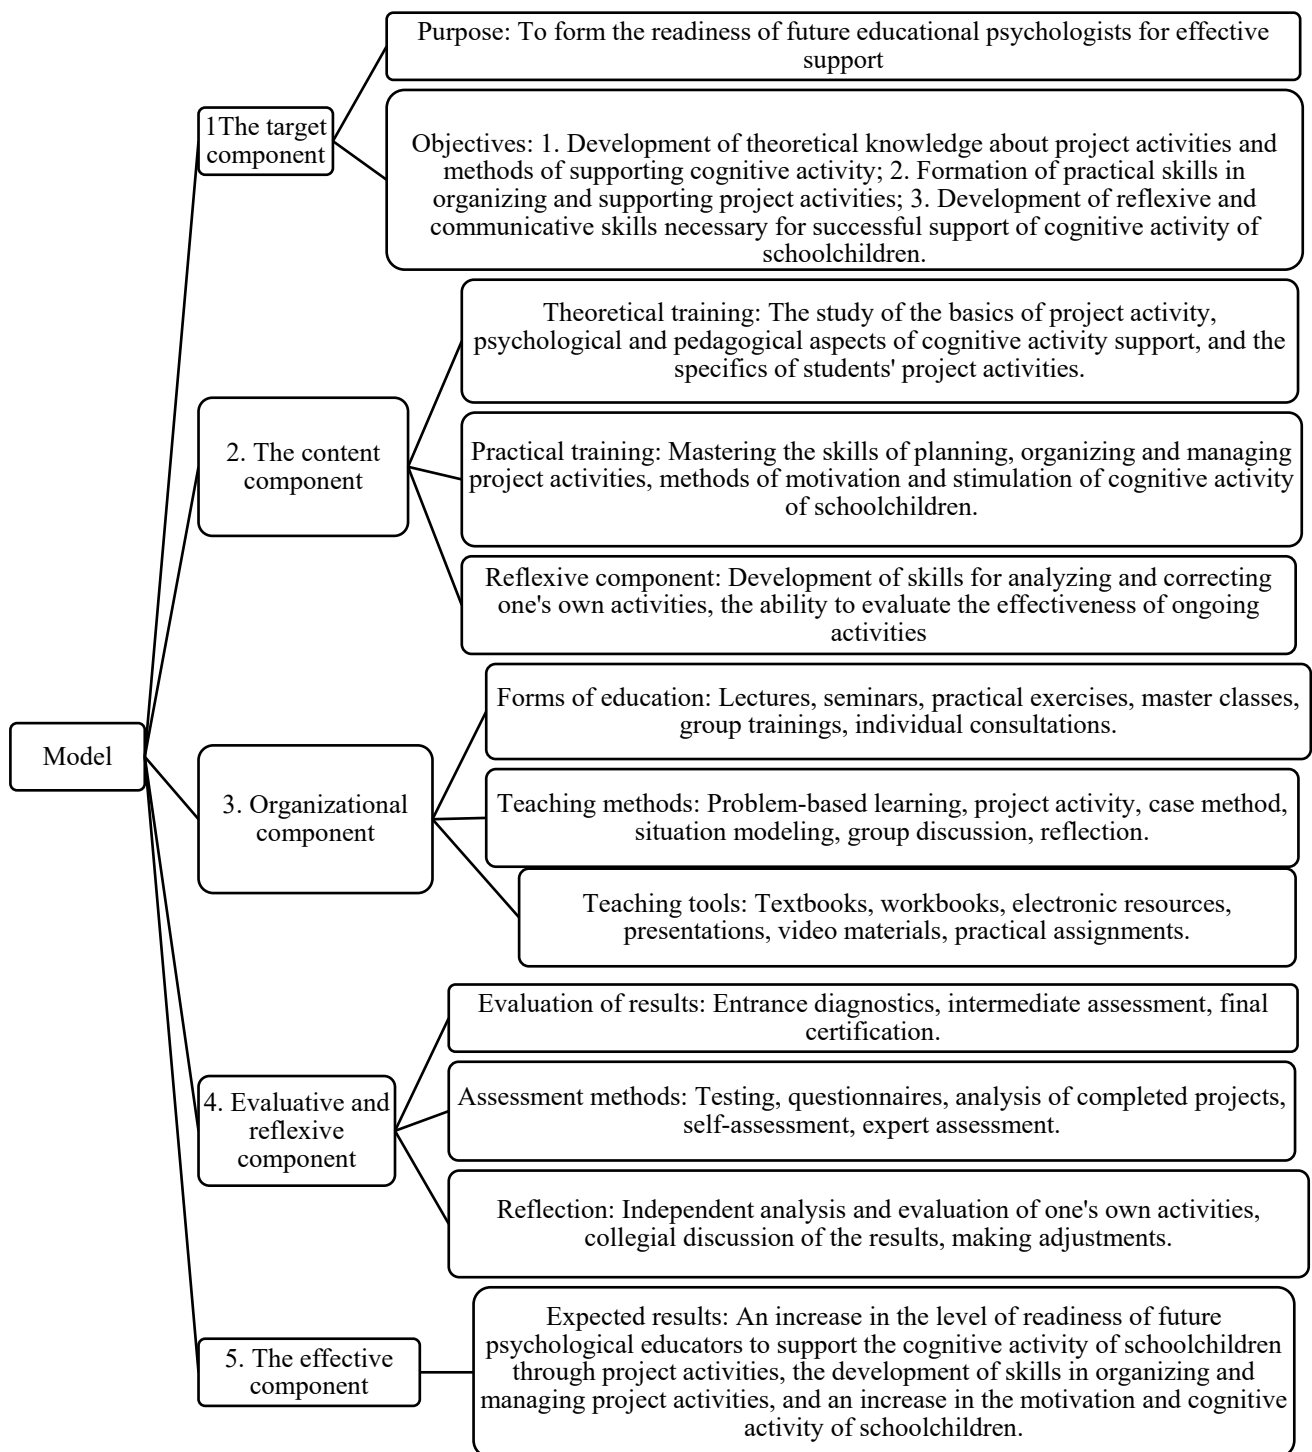 Purpose: To form the readiness of future educational psychologists for effective
support
1The target
component
Objectives: 1. Development of theoretical knowledge about project activities and
methods of supporting cognitive activity; 2. Formation of practical skills in
organizing and supporting project activities; 3. Development of reflexive and
communicative skills necessary for successful support of cognitive activity of
schoolchildren.
Theoretical training: The study of the basics of project activity,
psychological and pedagogical aspects of cognitive activity support, and the
specifics of students' project activities.
2. The content
component
Practical training: Mastering the skills of planning, organizing and managing
project activities, methods of motivation and stimulation of cognitive activity
of schoolchildren.
Reflexive component: Development of skills for analyzing and correcting
one's own activities, the ability to evaluate the effectiveness of ongoing
activities
Model
Forms of education: Lectures, seminars, practical exercises, master classes,
group trainings, individual consultations.
3. Organizational
component
Teaching methods: Problem-based learning, project activity, case method,
situation modeling, group discussion, reflection.
Teaching tools: Textbooks, workbooks, electronic resources,
presentations, video materials, practical assignments.
Evaluation of results: Entrance diagnostics, intermediate assessment, final
certification.
4. Evaluative and
reflexive
component
Assessment methods: Testing, questionnaires, analysis of completed projects,
self-assessment, expert assessment.
Reflection: Independent analysis and evaluation of one's own activities,
collegial discussion of the results, making adjustments.
5. The effective
component
Expected results: An increase in the level of readiness of future
psychological educators to support the cognitive activity of schoolchildren
through project activities, the development of skills in organizing and
managing project activities, and an increase in the motivation and cognitive
activity of schoolchildren.